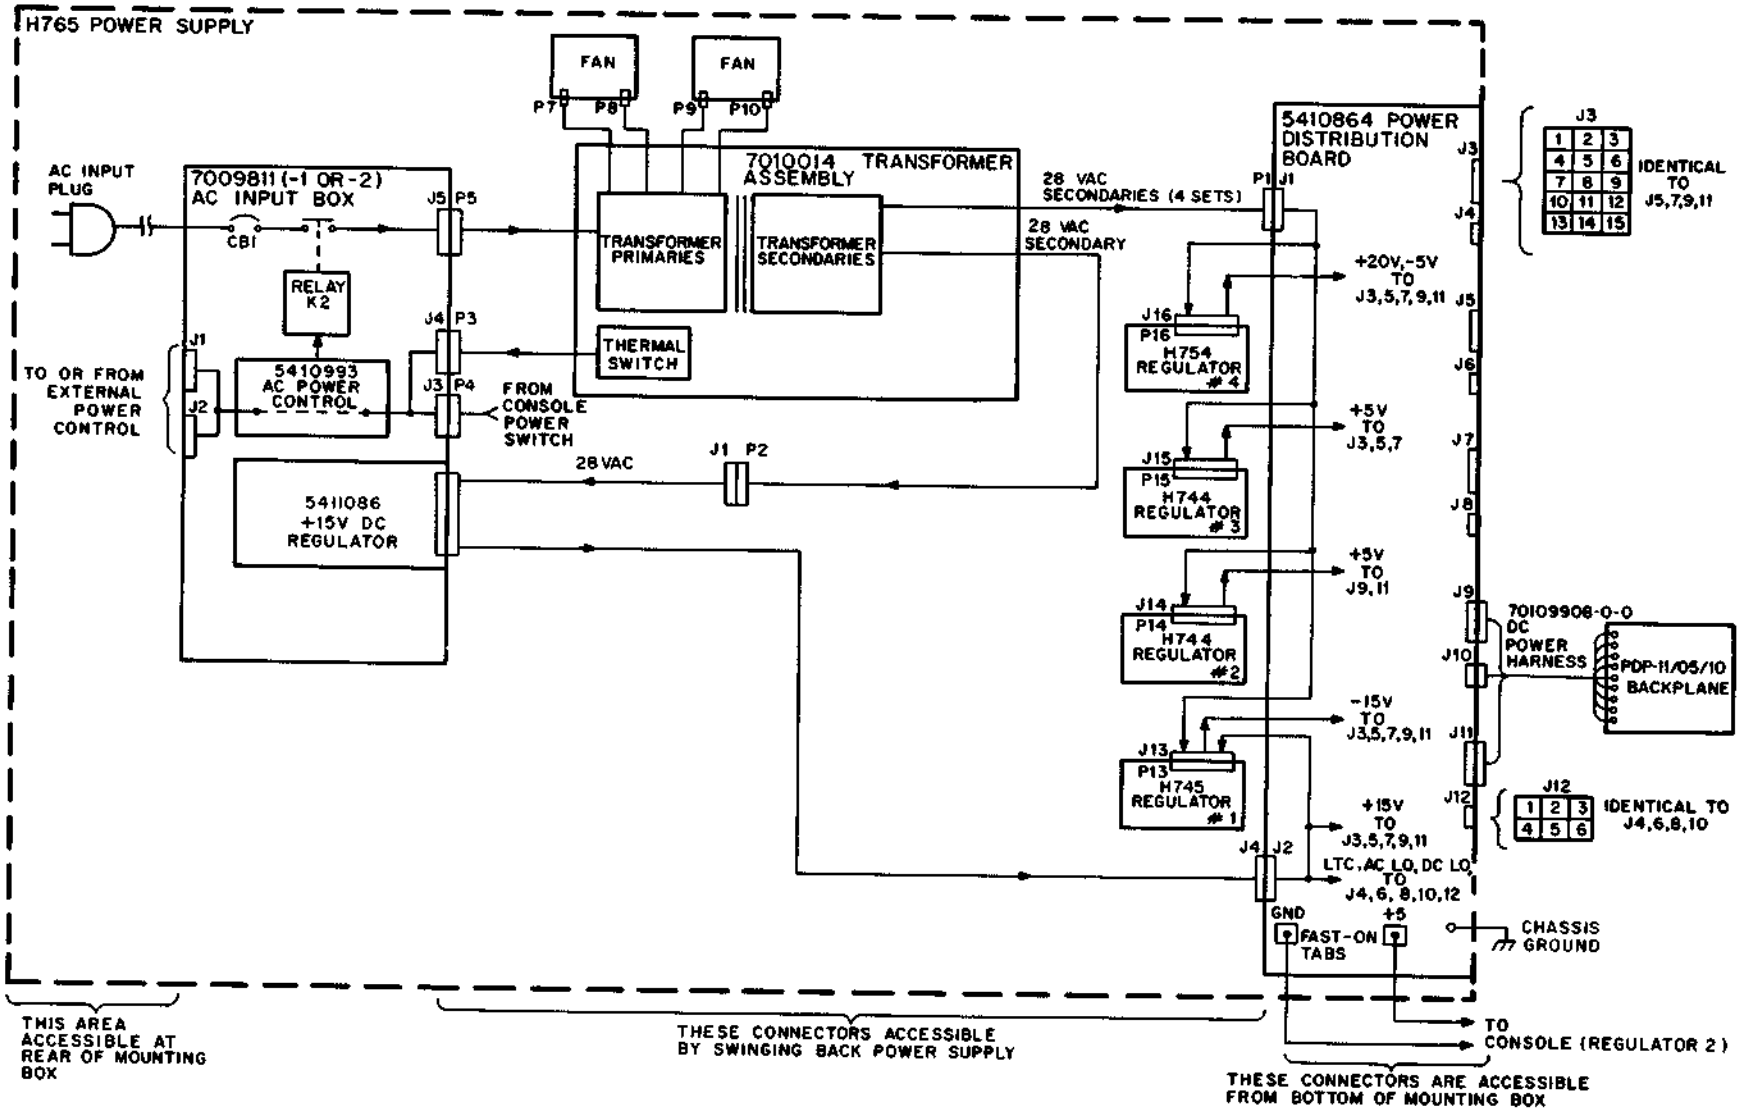 H765 POWER SUPPLY
FAN
FAN
P7
P8
P9
P10
AC INPUT
PLUG
7009811 (-1 OR -2)
AC INPUT BOX
CB1
J5 P5
RELAY
K2
J4 P3
J1
J2
TO OR FROM
EXTERNAL
POWER
CONTROL
5410993
AC POWER
CONTROL
J3 P4
FROM
CONSOLE
POWER
SWITCH
5411086
+15V DC
REGULATOR
28 VAC
J1 P2
7010014 TRANSFORMER
ASSEMBLY
TRANSFORMER
PRIMARIES
TRANSFORMER
SECONDARIES
THERMAL
SWITCH
28 VAC
SECONDARIES (4 SETS)
28 VAC
SECONDARY
P1 J1
5410864 POWER
DISTRIBUTION
BOARD
+20V,-5V
TO
J3,5,7,9,11
J16
P16
H754
REGULATOR
#4
+5V
TO
J3,5,7
J15
P15
H744
REGULATOR
#3
+5V
TO
J9,11
J14
P14
H744
REGULATOR
#2
-15V
TO
J3,5,7,9,11
J13
P13
H745
REGULATOR
#1
+15V
TO
J3,5,7,9,11
J4 J2
LTC, AC LO, DC LO,
TO
J4,6,8,10,12
GND
+5
FAST-ON
TABS
CHASSIS
GROUND
J3
J4
J5
J6
J7
J8
J9
J10
J11
J12
J3
1 2 3
4 5 6
7 8 9
10 11 12
13 14 15
IDENTICAL
TO
J5,7,9,11
70109908-0-0
DC
POWER
HARNESS
PDP-11/05/10
BACKPLANE
J12
1 2 3
4 5 6
IDENTICAL TO
J4,6,8,10
THIS AREA
ACCESSIBLE AT
REAR OF MOUNTING
BOX
THESE CONNECTORS ACCESSIBLE
BY SWINGING BACK POWER SUPPLY
TO
CONSOLE (REGULATOR 2)
THESE CONNECTORS ARE ACCESSIBLE
FROM BOTTOM OF MOUNTING BOX